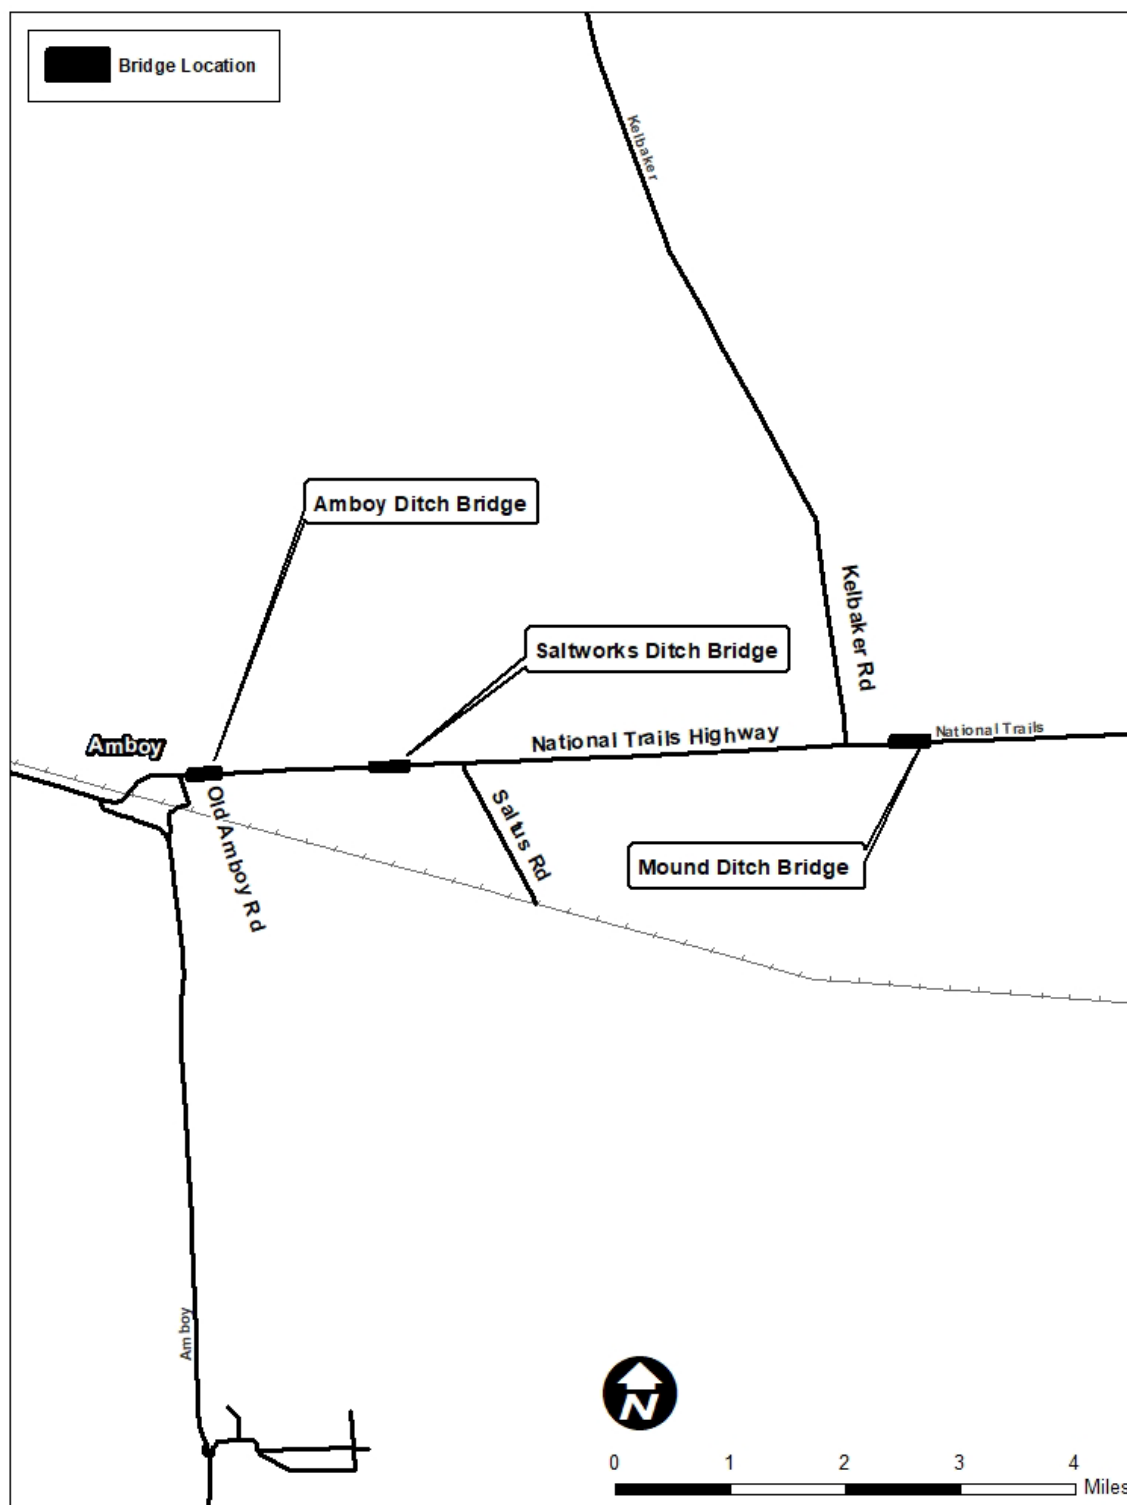 Bridge Location
Kelbaker
Amboy Ditch Bridge
Kelbaker Rd
Saltworks Ditch Bridge
National Trails Highway
National Trails
Amboy
Old Amboy Rd
Saltus Rd
Mound Ditch Bridge
Amboy
N
0 1 2 3 4
Miles